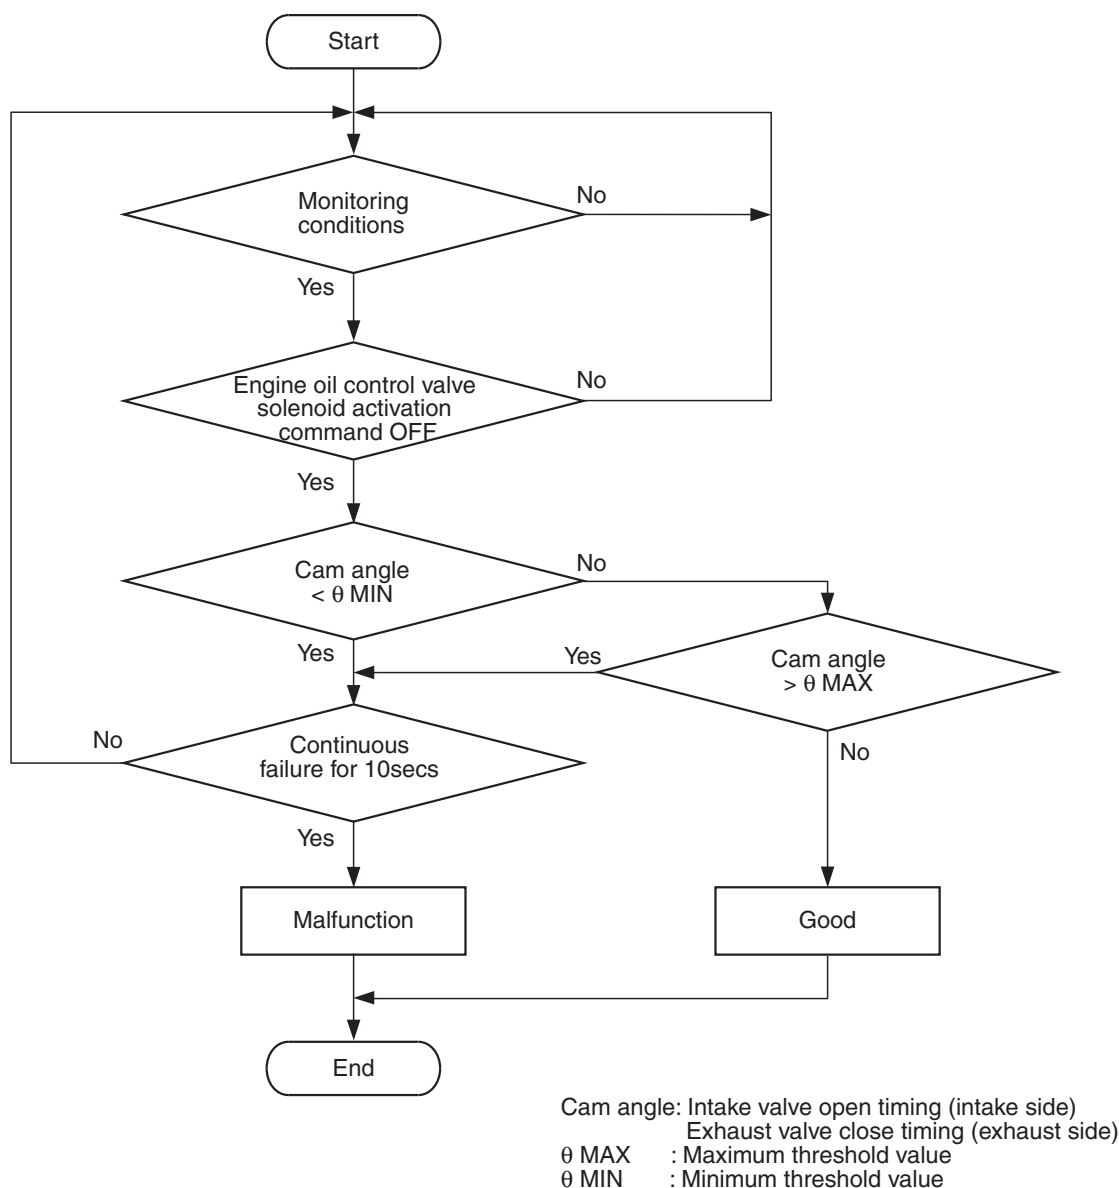 Start
Monitoring
conditions
No
Yes
Engine oil control valve
solenoid activation
command OFF
No
Yes
Cam angle
< θ MIN
No
Yes
Cam angle
> θ MAX
Yes
No
Continuous
failure for 10secs
No
Yes
Malfunction
Good
End
Cam angle: Intake valve open timing (intake side)
Exhaust valve close timing (exhaust side)
θ MAX : Maximum threshold value
θ MIN : Minimum threshold value